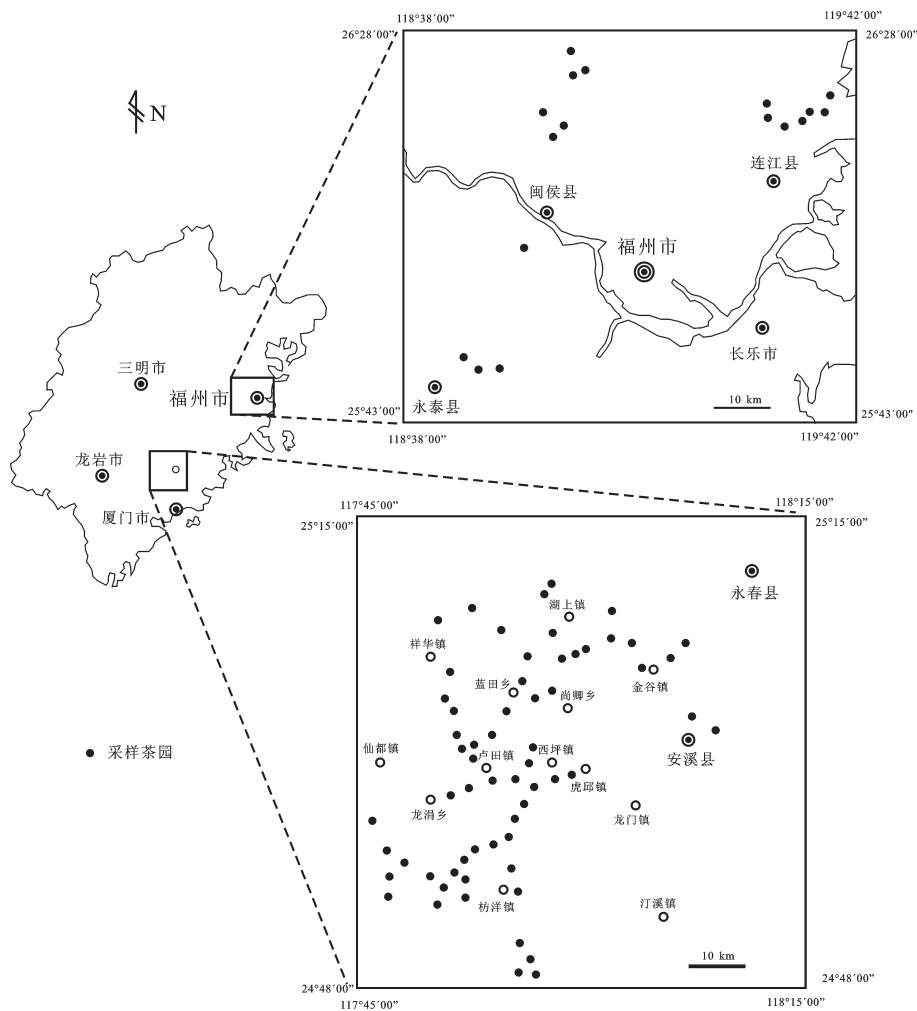 118°38′00″
119°42′00″
26°28′00″
26°28′00″
N
连江县
闽侯县
福州市
长乐市
永泰县
10 km
25°43′00″
25°43′00″
118°38′00″
119°42′00″
三明市
福州市
龙岩市
厦门市
117°45′00″
118°15′00″
25°15′00″
25°15′00″
永春县
湖上镇
祥华镇
蓝田乡
尚卿乡
金谷镇
仙都镇
卢田镇
西坪镇
安溪县
虎邱镇
龙涓乡
龙门镇
枋洋镇
汀溪镇
10 km
24°48′00″
24°48′00″
117°45′00″
118°15′00″
采样茶园